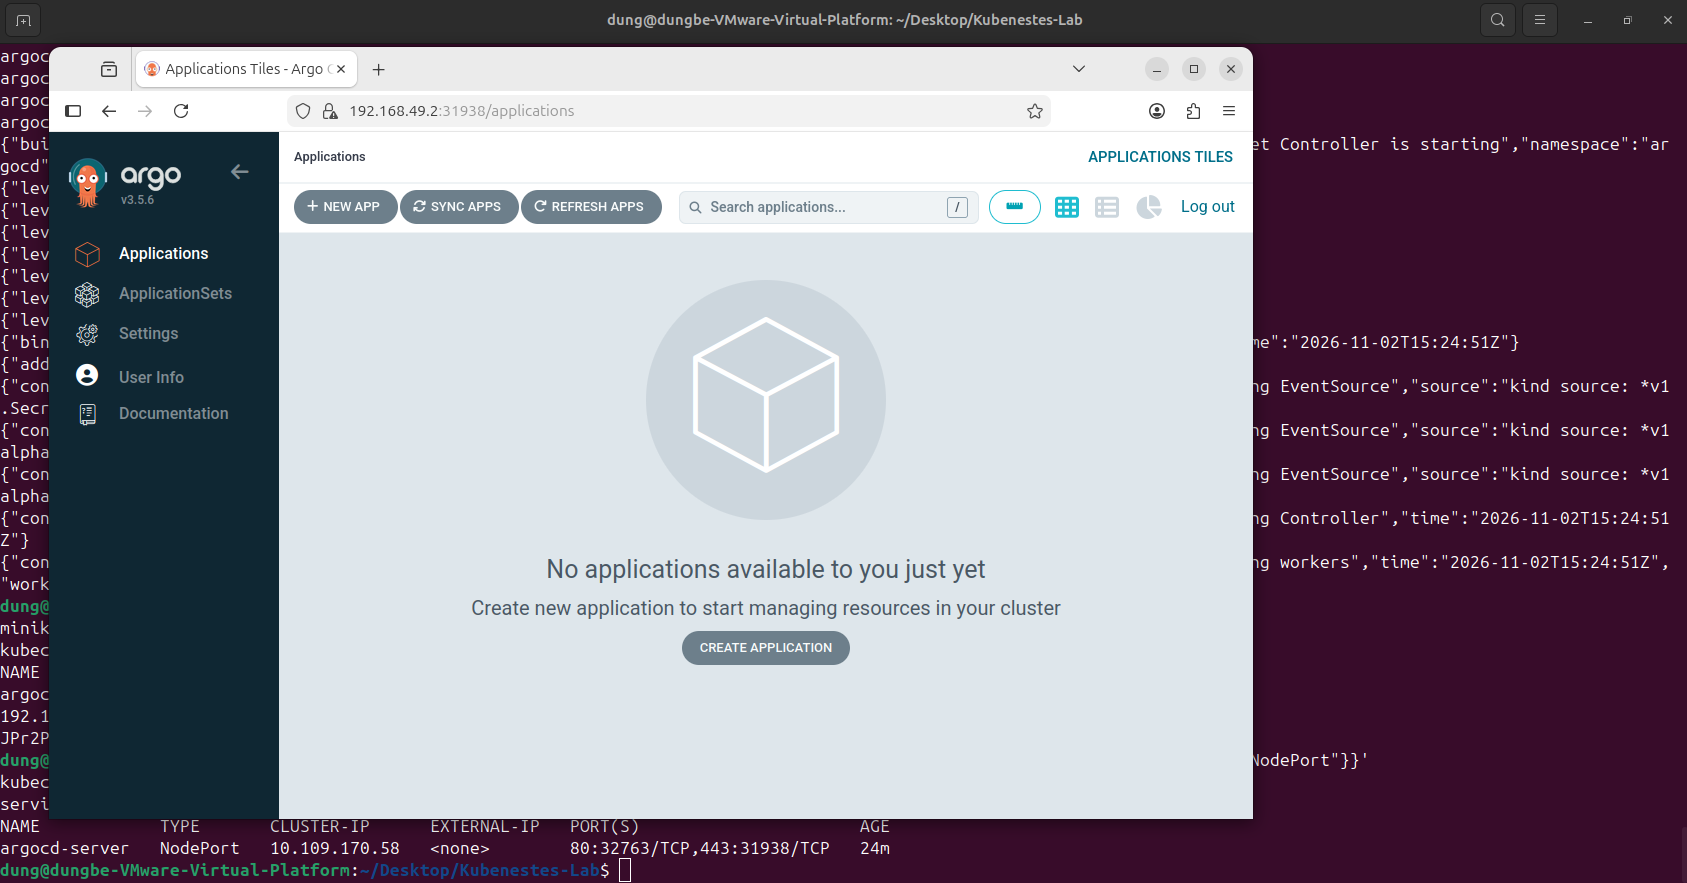 dung@dungbe-VMware-Virtual-Platform: ~/Desktop/Kubenestes-Lab
Applications Tiles - Argo C
192.168.49.2:31938/applications
argo
v3.5.6
Applications
ApplicationSets
Settings
User Info
Documentation
Applications
APPLICATIONS TILES
NEW APP
SYNC APPS
REFRESH APPS
Search applications...
/
Log out
No applications available to you just yet
Create new application to start managing resources in your cluster
CREATE APPLICATION
argoc
argoc
argoc
argoc
{"bui et Controller is starting","namespace":"ar
gocd"
{"lev
{"lev
{"lev
{"lev
{"lev
{"lev
{"lev
{"bin me":"2026-11-02T15:24:51Z"}
{"add
{"con ng EventSource","source":"kind source: *v1
.Secr
{"con ng EventSource","source":"kind source: *v1
alpha
{"con ng EventSource","source":"kind source: *v1
alpha
{"con ng Controller","time":"2026-11-02T15:24:51
Z"}
{"con ng workers","time":"2026-11-02T15:24:51Z",
"work
dung@
minik
kubec
NAME
argoc
192.1
JPr2P
dung@ NodePort"}}'
kubec
servi
NAME TYPE CLUSTER-IP EXTERNAL-IP PORT(S) AGE
argocd-server NodePort 10.109.170.58 <none> 80:32763/TCP,443:31938/TCP 24m
dung@dungbe-VMware-Virtual-Platform:~/Desktop/Kubenestes-Lab$